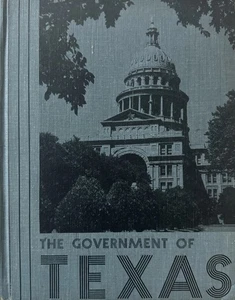 THE GOVERNMENT OF
TEXAS